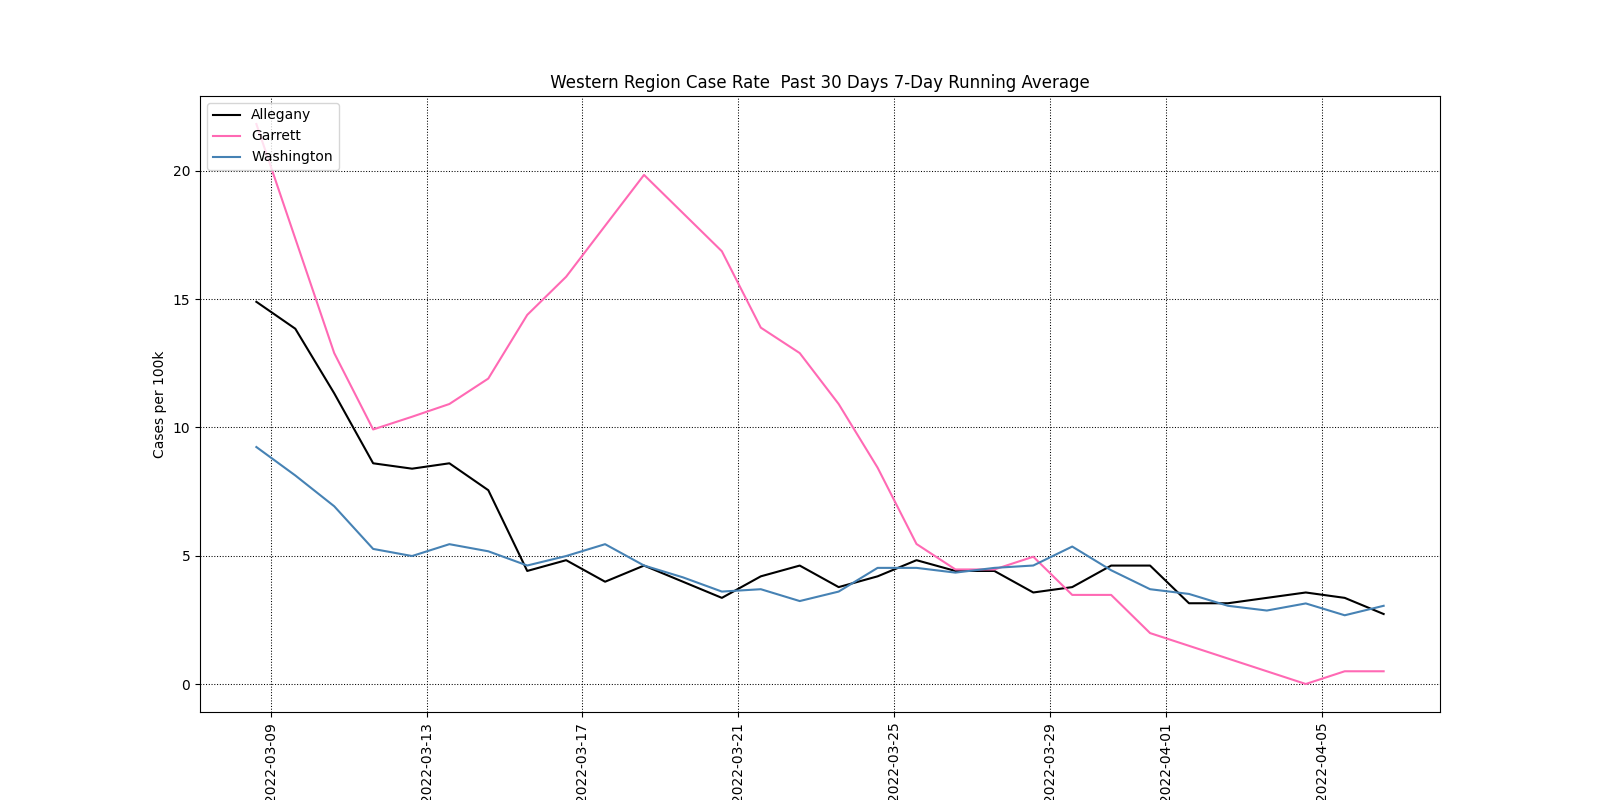 Western Region Case Rate  Past 30 Days 7-Day Running Average
Allegany
Garrett
Washington
Cases per 100k
20
15
10
5
0
2022-03-09
2022-03-13
2022-03-17
2022-03-21
2022-03-25
2022-03-29
2022-04-01
2022-04-05